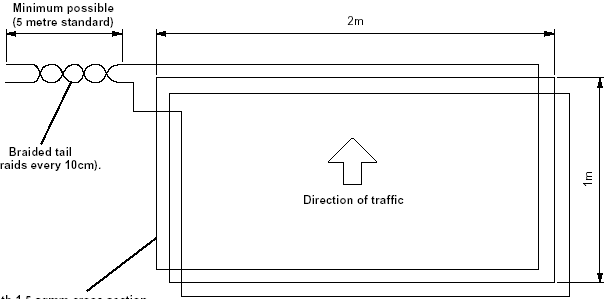 Minimum possible
(5 metre standard)
2m
Braided tail
raids every 10cm).
Direction of traffic
1m